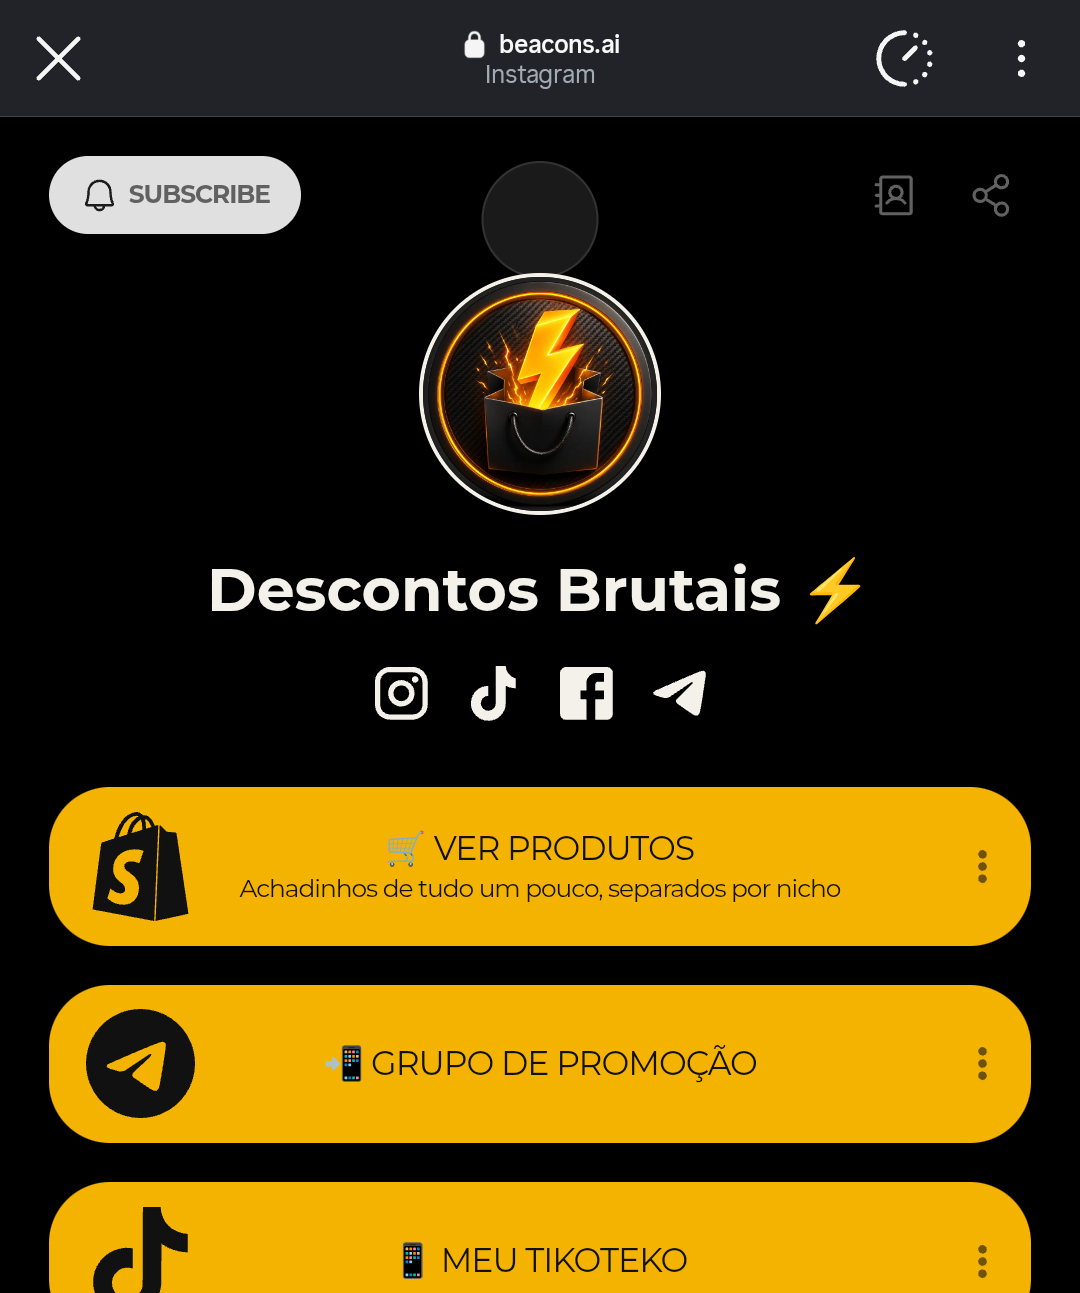 beacons.ai
Instagram
SUBSCRIBE
Descontos Brutais ⚡
🛒 VER PRODUTOS
Achadinhos de tudo um pouco, separados por nicho
📲 GRUPO DE PROMOÇÃO
📱 MEU TIKOTEKO